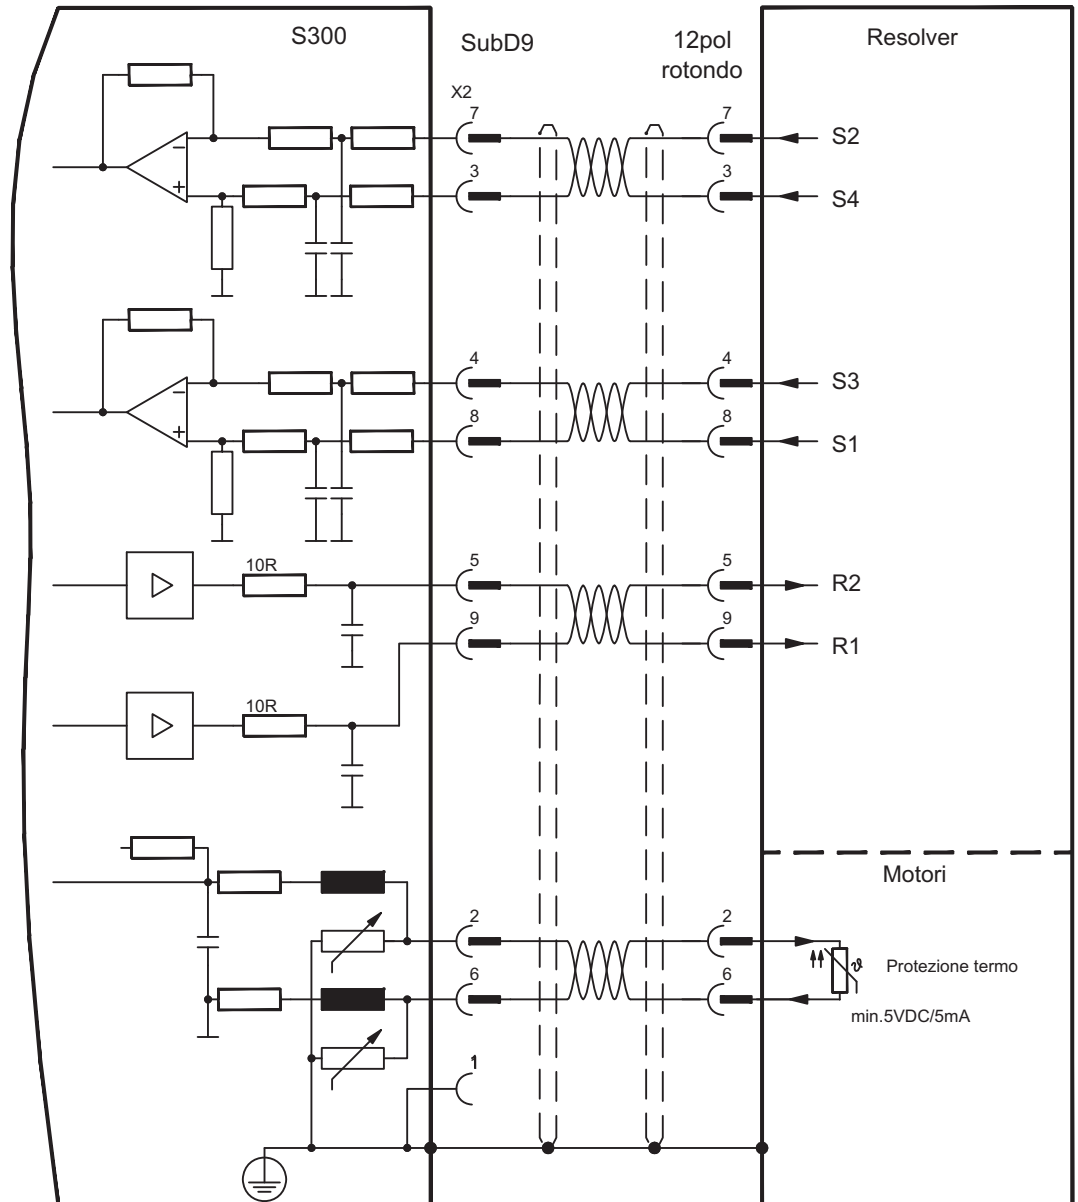 S300
SubD9
12pol
rotondo
Resolver
X2
7
7
S2
3
3
S4
4
4
S3
8
8
S1
10R
5
5
R2
9
9
R1
10R
Motori
2
2
ϑ
Protezione termo
6
6
min.5VDC/5mA
1